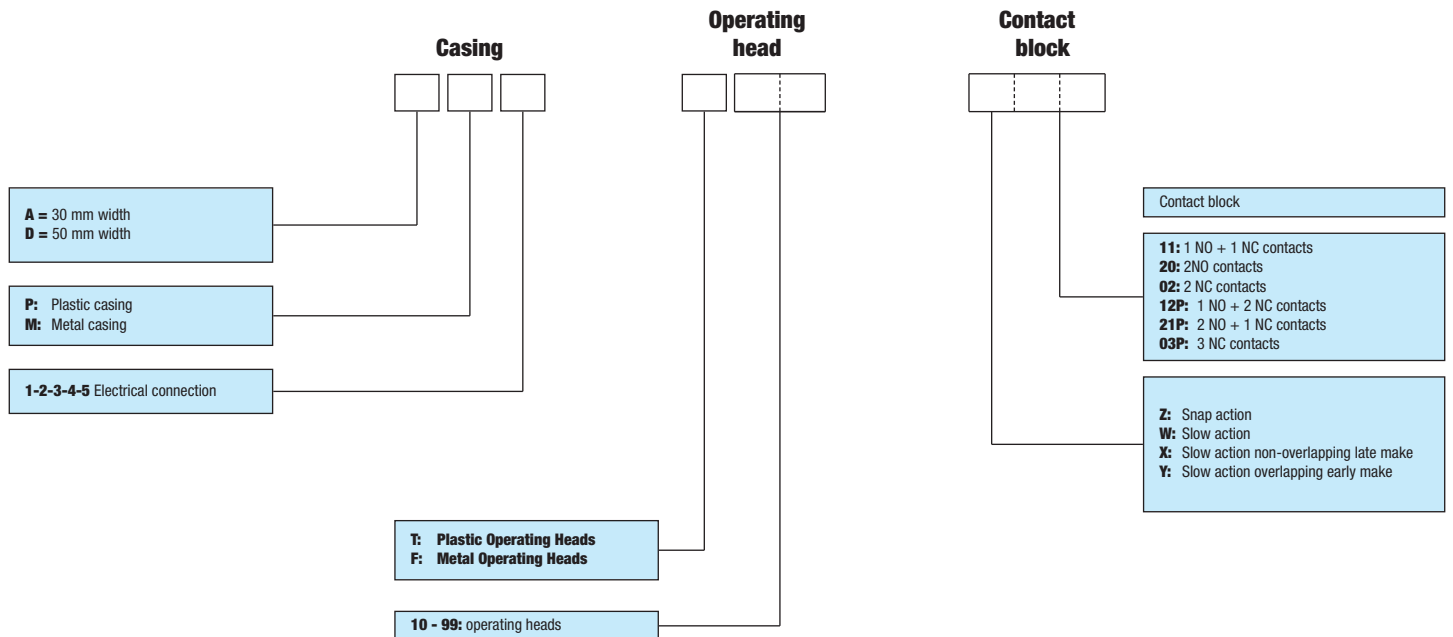 Casing
Operating
head
Contact
block
A = 30 mm width
D = 50 mm width
P: Plastic casing
M: Metal casing
1-2-3-4-5 Electrical connection
T: Plastic Operating Heads
F: Metal Operating Heads
10 - 99: operating heads
Contact block
11: 1 NO + 1 NC contacts
20: 2NO contacts
02: 2 NC contacts
12P: 1 NO + 2 NC contacts
21P: 2 NO + 1 NC contacts
03P: 3 NC contacts
Z: Snap action
W: Slow action
X: Slow action non-overlapping late make
Y: Slow action overlapping early make